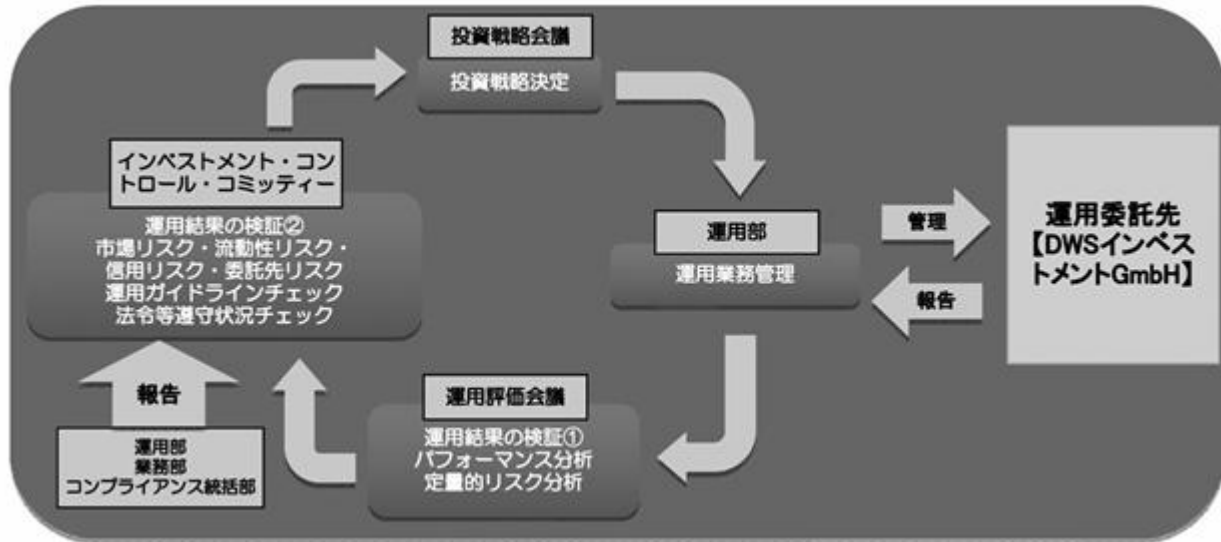 投資戦略会議
投資戦略決定
インベストメント・コン
トロール・コミッティー
運用結果の検証②
市場リスク・流動性リスク・
信用リスク・委託先リスク
運用ガイドラインチェック
法令等遵守状況チェック
運用部
運用業務管理
管理
報告
運用委託先
【DWSインベス
トメントGmbH】
報告
運用部
業務部
コンプライアンス統括部
運用評価会議
運用結果の検証①
パフォーマンス分析
定量的リスク分析